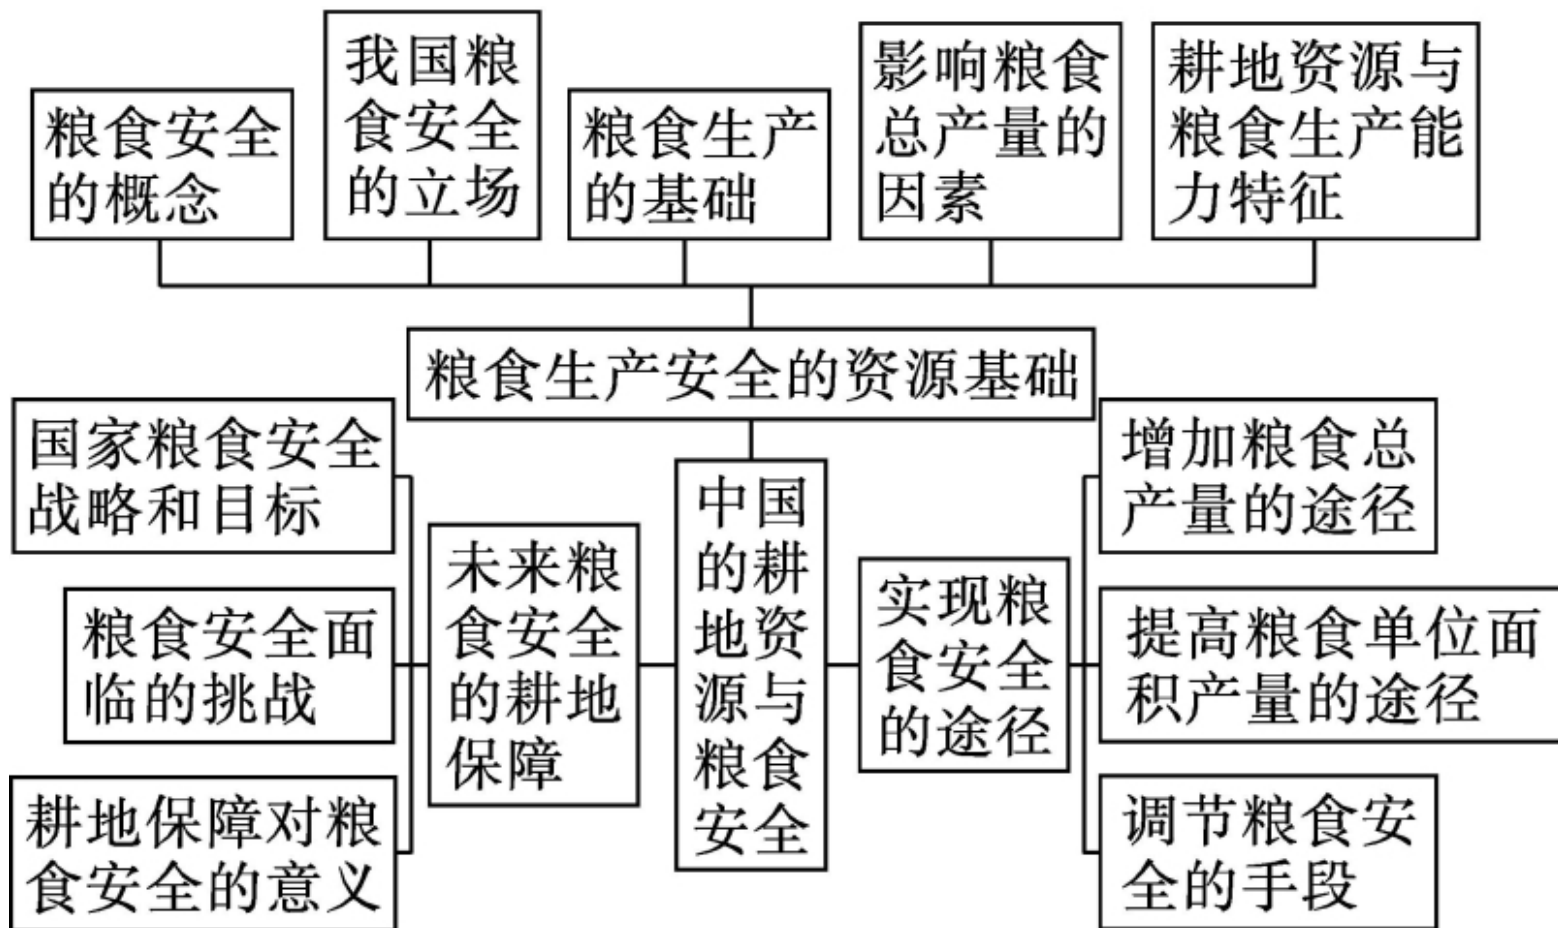 粮食安全
的概念
我国粮
食安全
的立场
粮食生产
的基础
影响粮食
总产量的
因素
耕地资源与
粮食生产能
力特征
粮食生产安全的资源基础
国家粮食安全
战略和目标
粮食安全面
临的挑战
耕地保障对粮
食安全的意义
未来粮
食安全
的耕地
保障
中国
的耕
地资
源与
粮食
安全
实现粮
食安全
的途径
增加粮食总
产量的途径
提高粮食单位面
积产量的途径
调节粮食安
全的手段